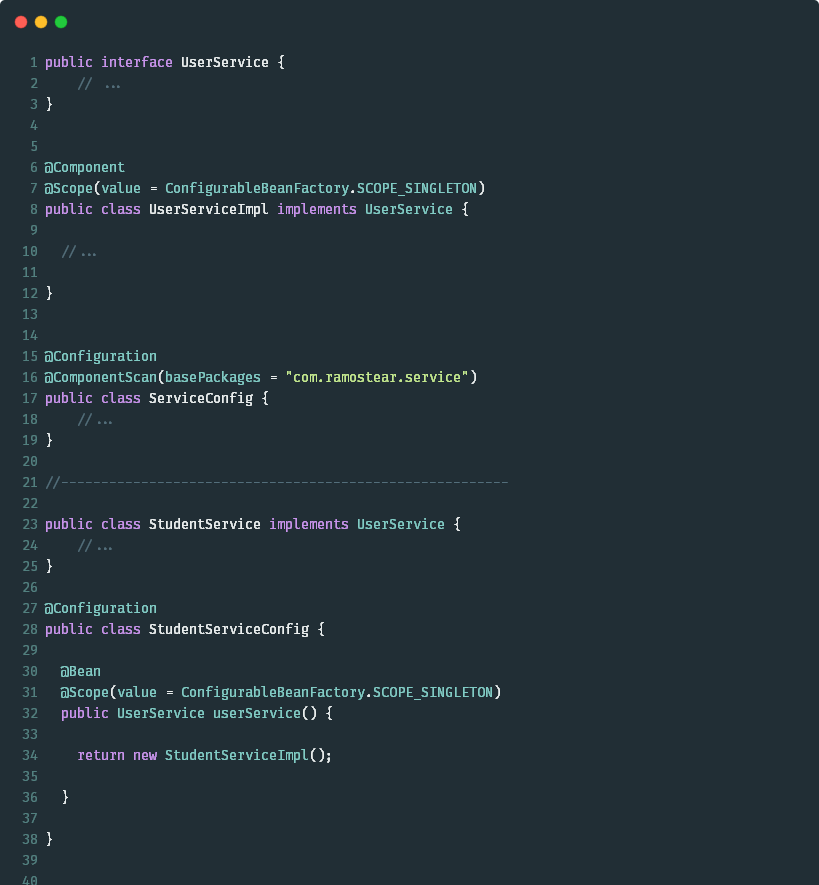 1 public interface UserService {
2     // ...
3 }
4
5
6 @Component
7 @Scope(value = ConfigurableBeanFactory.SCOPE_SINGLETON)
8 public class UserServiceImpl implements UserService {
9
10   //...
11
12 }
13
14
15 @Configuration
16 @ComponentScan(basePackages = "com.ramostear.service")
17 public class ServiceConfig {
18     //...
19 }
20
21 //--------------------------------------------------------
22
23 public class StudentService implements UserService {
24     //...
25 }
26
27 @Configuration
28 public class StudentServiceConfig {
29
30   @Bean
31   @Scope(value = ConfigurableBeanFactory.SCOPE_SINGLETON)
32   public UserService userService() {
33
34     return new StudentServiceImpl();
35
36   }
37
38 }
39
40